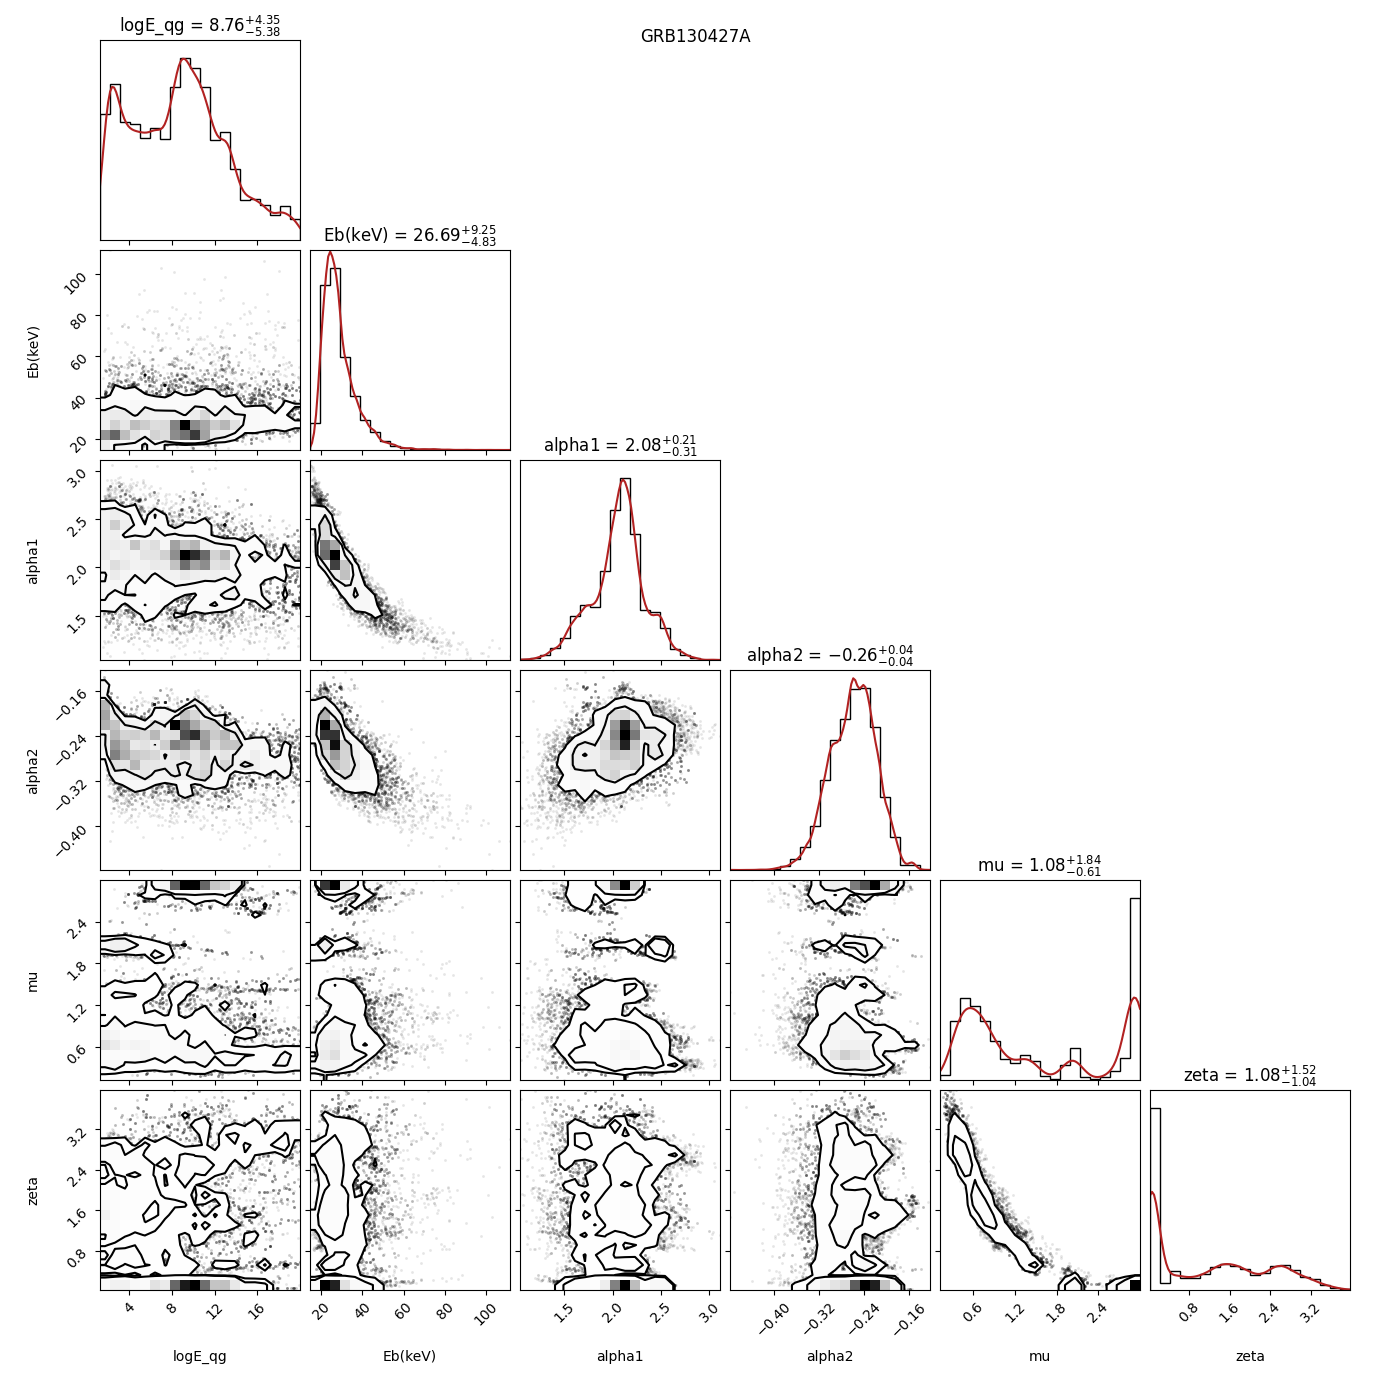 GRB130427A
logE_qg = 8.76 +4.35 −5.38
Eb(keV) = 26.69 +9.25 −4.83
100
80
60
40
20
Eb(keV)
alpha1 = 2.08 +0.21 −0.31
3.0
2.5
2.0
1.5
alpha1
alpha2 = −0.26 +0.04 −0.04
−0.16
−0.24
−0.32
−0.40
alpha2
mu = 1.08 +1.84 −0.61
2.4
1.8
1.2
0.6
mu
zeta = 1.08 +1.52 −1.04
3.2
2.4
1.6
0.8
zeta
4 8 12 16
20 40 60 80 100
1.5 2.0 2.5 3.0
−0.40 −0.32 −0.24 −0.16
0.6 1.2 1.8 2.4
0.8 1.6 2.4 3.2
logE_qg Eb(keV) alpha1 alpha2 mu zeta